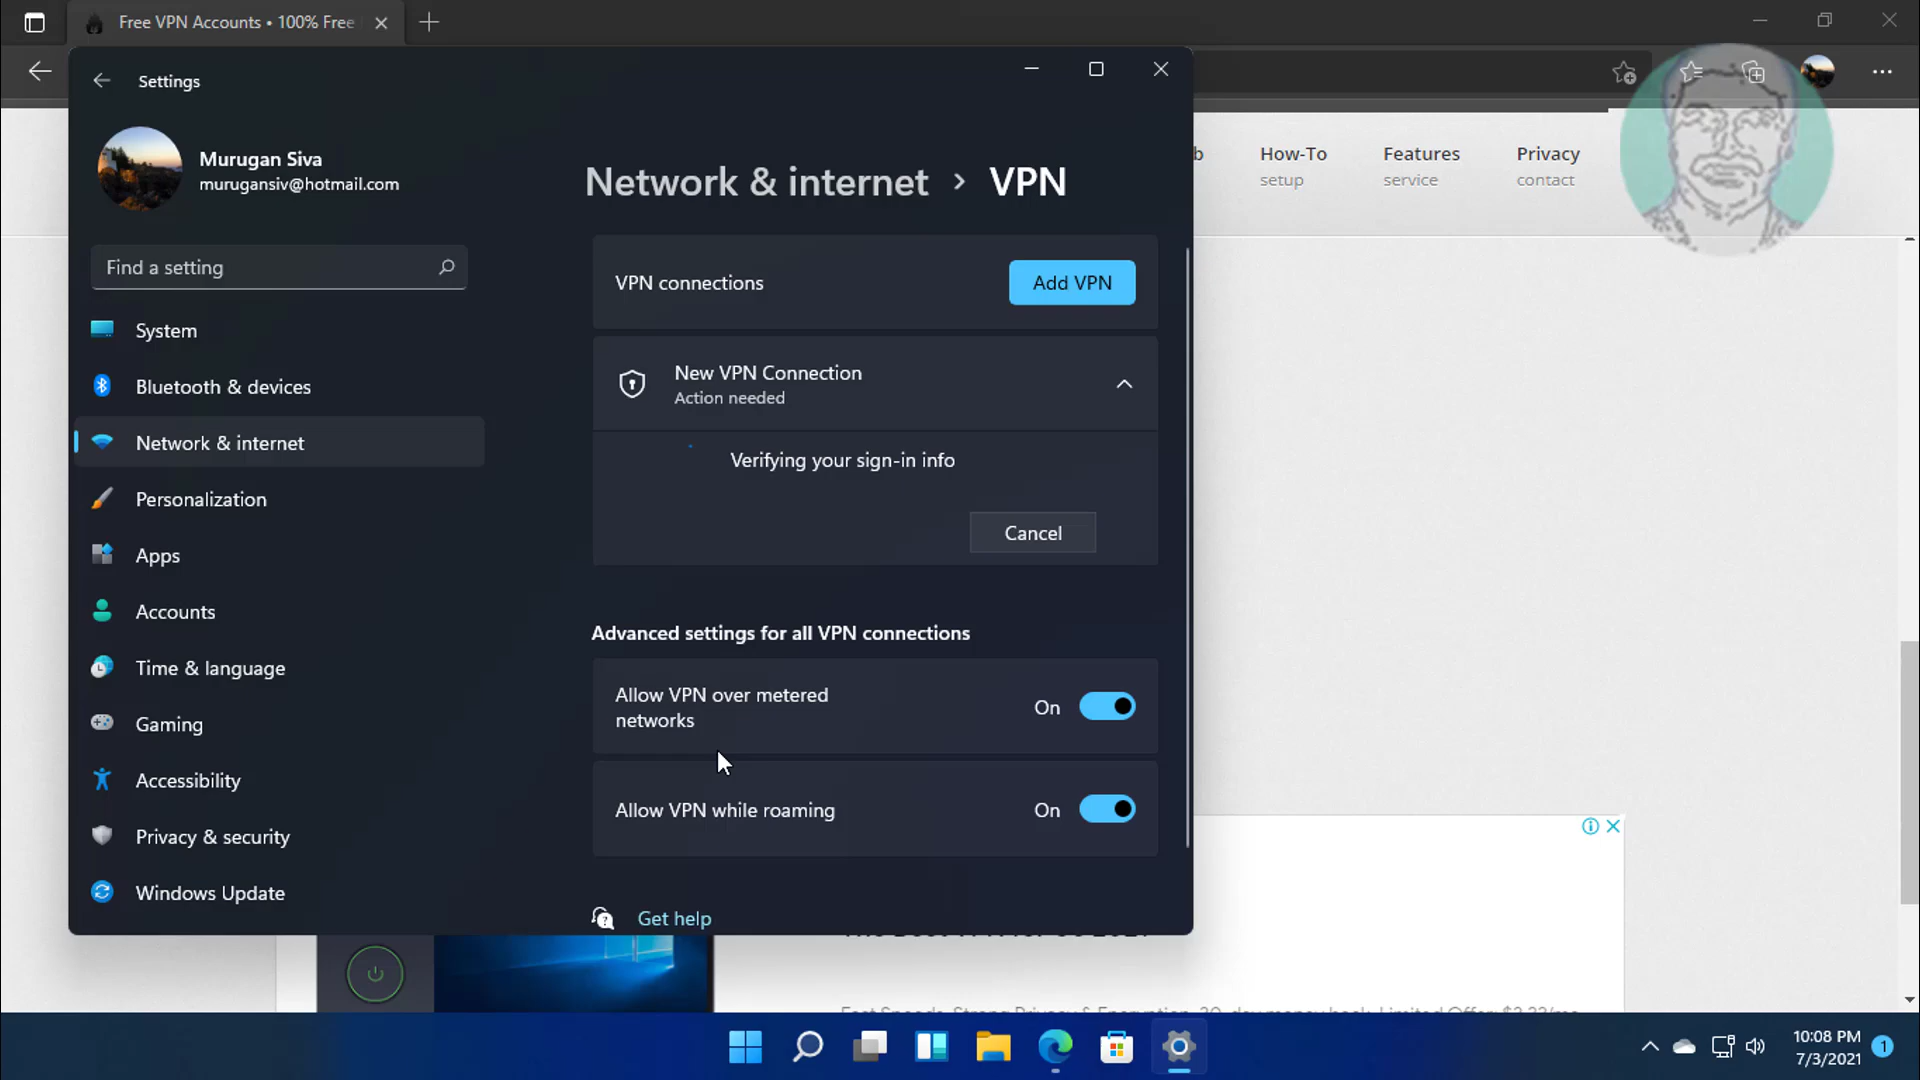 Free VPN Accounts • 100% Free
Settings
Murugan Siva
murugansiv@hotmail.com
Find a setting
System
Bluetooth & devices
Network & internet
Personalization
Apps
Accounts
Time & language
Gaming
Accessibility
Privacy & security
Windows Update
Network & internet > VPN
VPN connections
Add VPN
New VPN Connection
Action needed
Verifying your sign-in info
Cancel
Advanced settings for all VPN connections
Allow VPN over metered
networks
On
Allow VPN while roaming
On
Get help
b
How-To
setup
Features
service
Privacy
contact
10:08 PM
7/3/2021
1